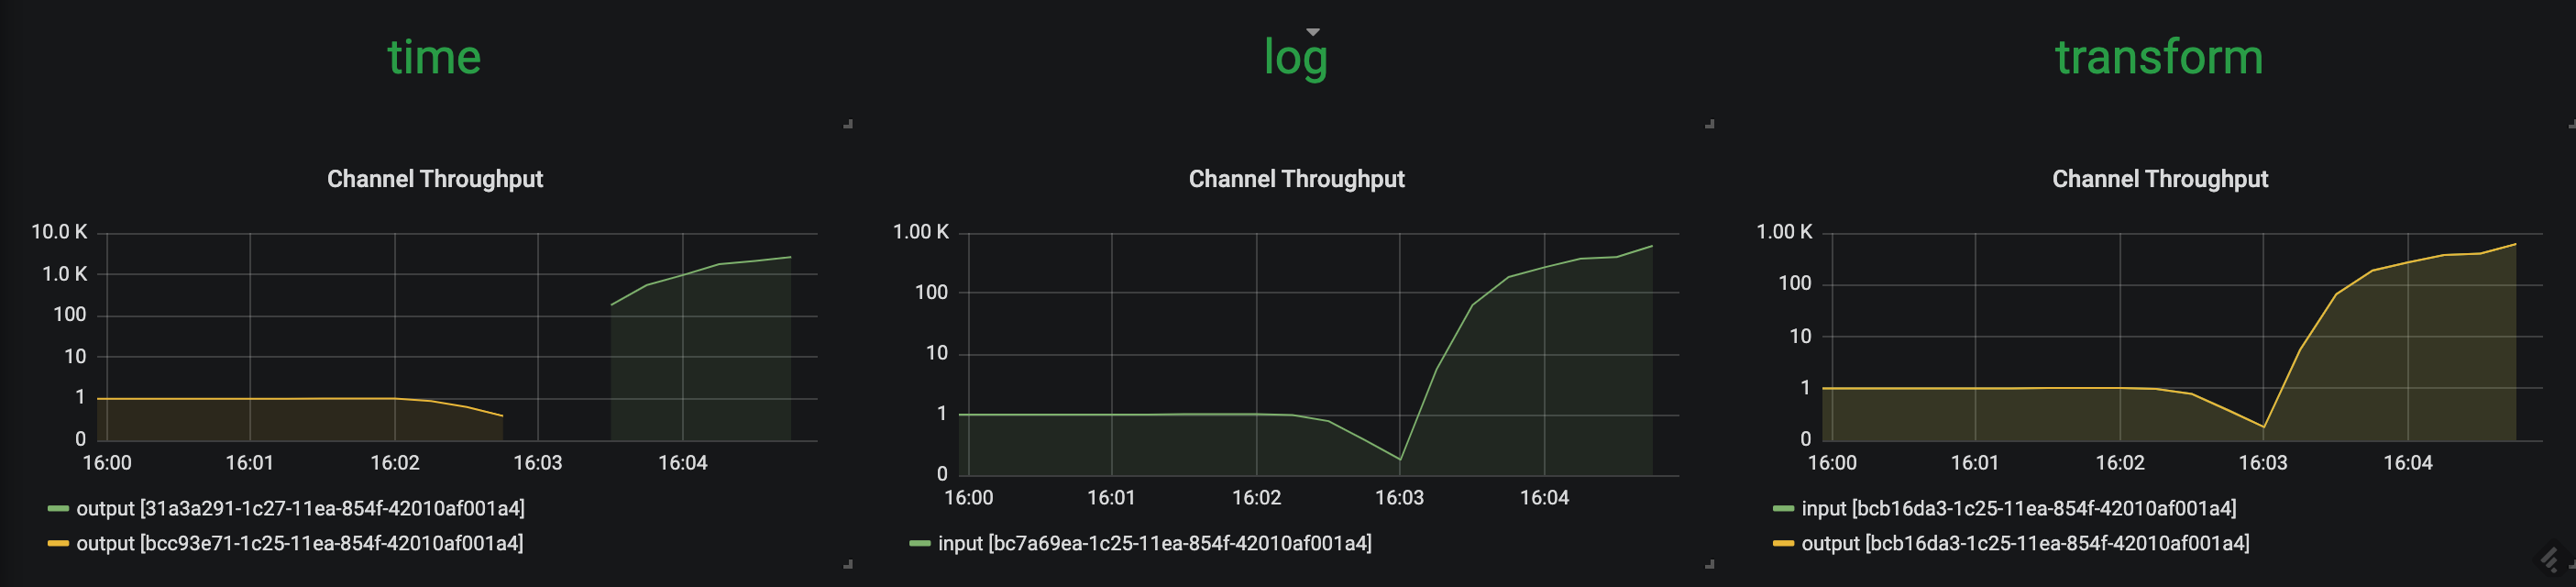 time
Channel Throughput
10.0 K
1.0 K
100
10
1
0
16:00 16:01 16:02 16:03 16:04
output [31a3a291-1c27-11ea-854f-42010af001a4]
output [bcc93e71-1c25-11ea-854f-42010af001a4]
log
Channel Throughput
1.00 K
100
10
1
0
16:00 16:01 16:02 16:03 16:04
input [bc7a69ea-1c25-11ea-854f-42010af001a4]
transform
Channel Throughput
1.00 K
100
10
1
0
16:00 16:01 16:02 16:03 16:04
input [bcb16da3-1c25-11ea-854f-42010af001a4]
output [bcb16da3-1c25-11ea-854f-42010af001a4]